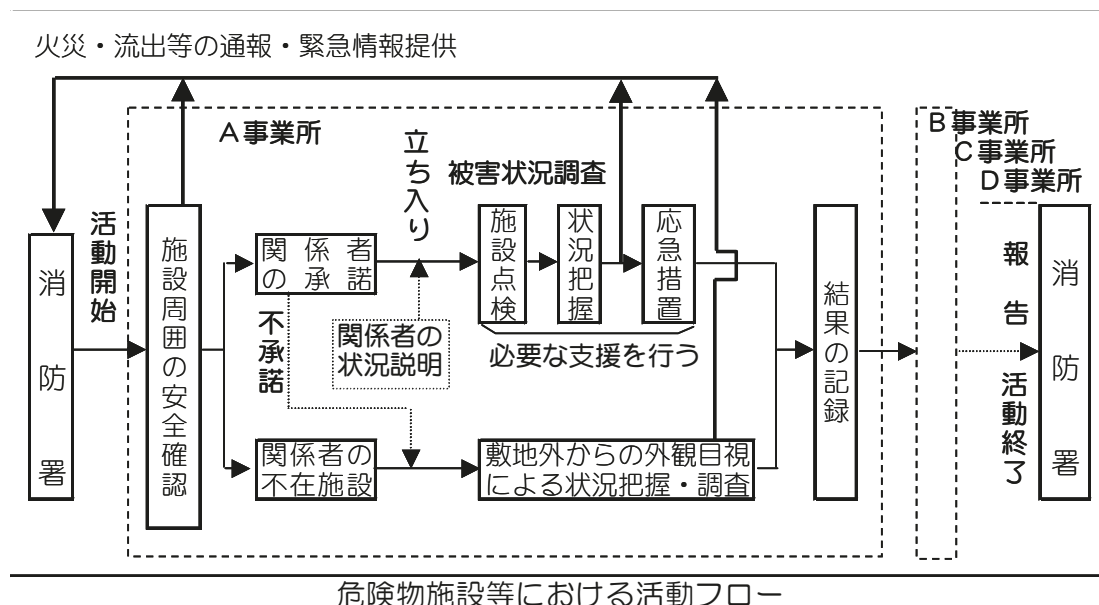 火災・流出等の通報・緊急情報提供
A事業所
B事業所
C事業所
D事業所
消防署
活動開始
施設周囲の安全確認
関係者
の承諾
不承諾
立ち入り
関係者の
状況説明
被害状況調査
施設点検
状況把握
応急措置
必要な支援を行う
関係者の
不在施設
敷地外からの外観目視
による状況把握・調査
結果の記録
報告
活動終了
消防署
危険物施設等における活動フロー